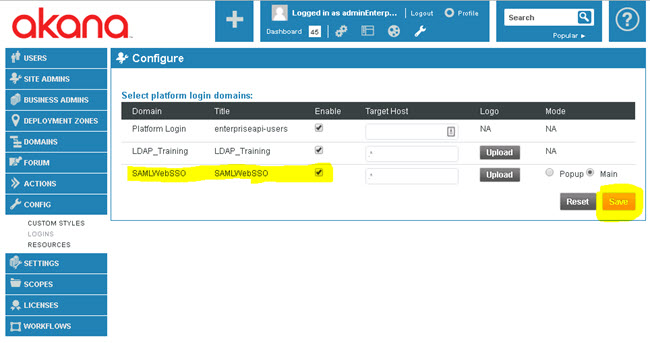 akana
Logged in as adminEnterp...
Logout
Profile
Dashboard 45
Search
Popular
USERS
SITE ADMINS
BUSINESS ADMINS
DEPLOYMENT ZONES
DOMAINS
FORUM
ACTIONS
CONFIG
CUSTOM STYLES
LOGINS
RESOURCES
SETTINGS
SCOPES
LICENSES
WORKFLOWS
Configure
Select platform login domains:
Domain Title Enable Target Host Logo Mode
Platform Login enterpriseapi-users NA NA
LDAP_Training LDAP_Training * Upload NA
SAMLWebSSO SAMLWebSSO * Upload Popup Main
Reset Save